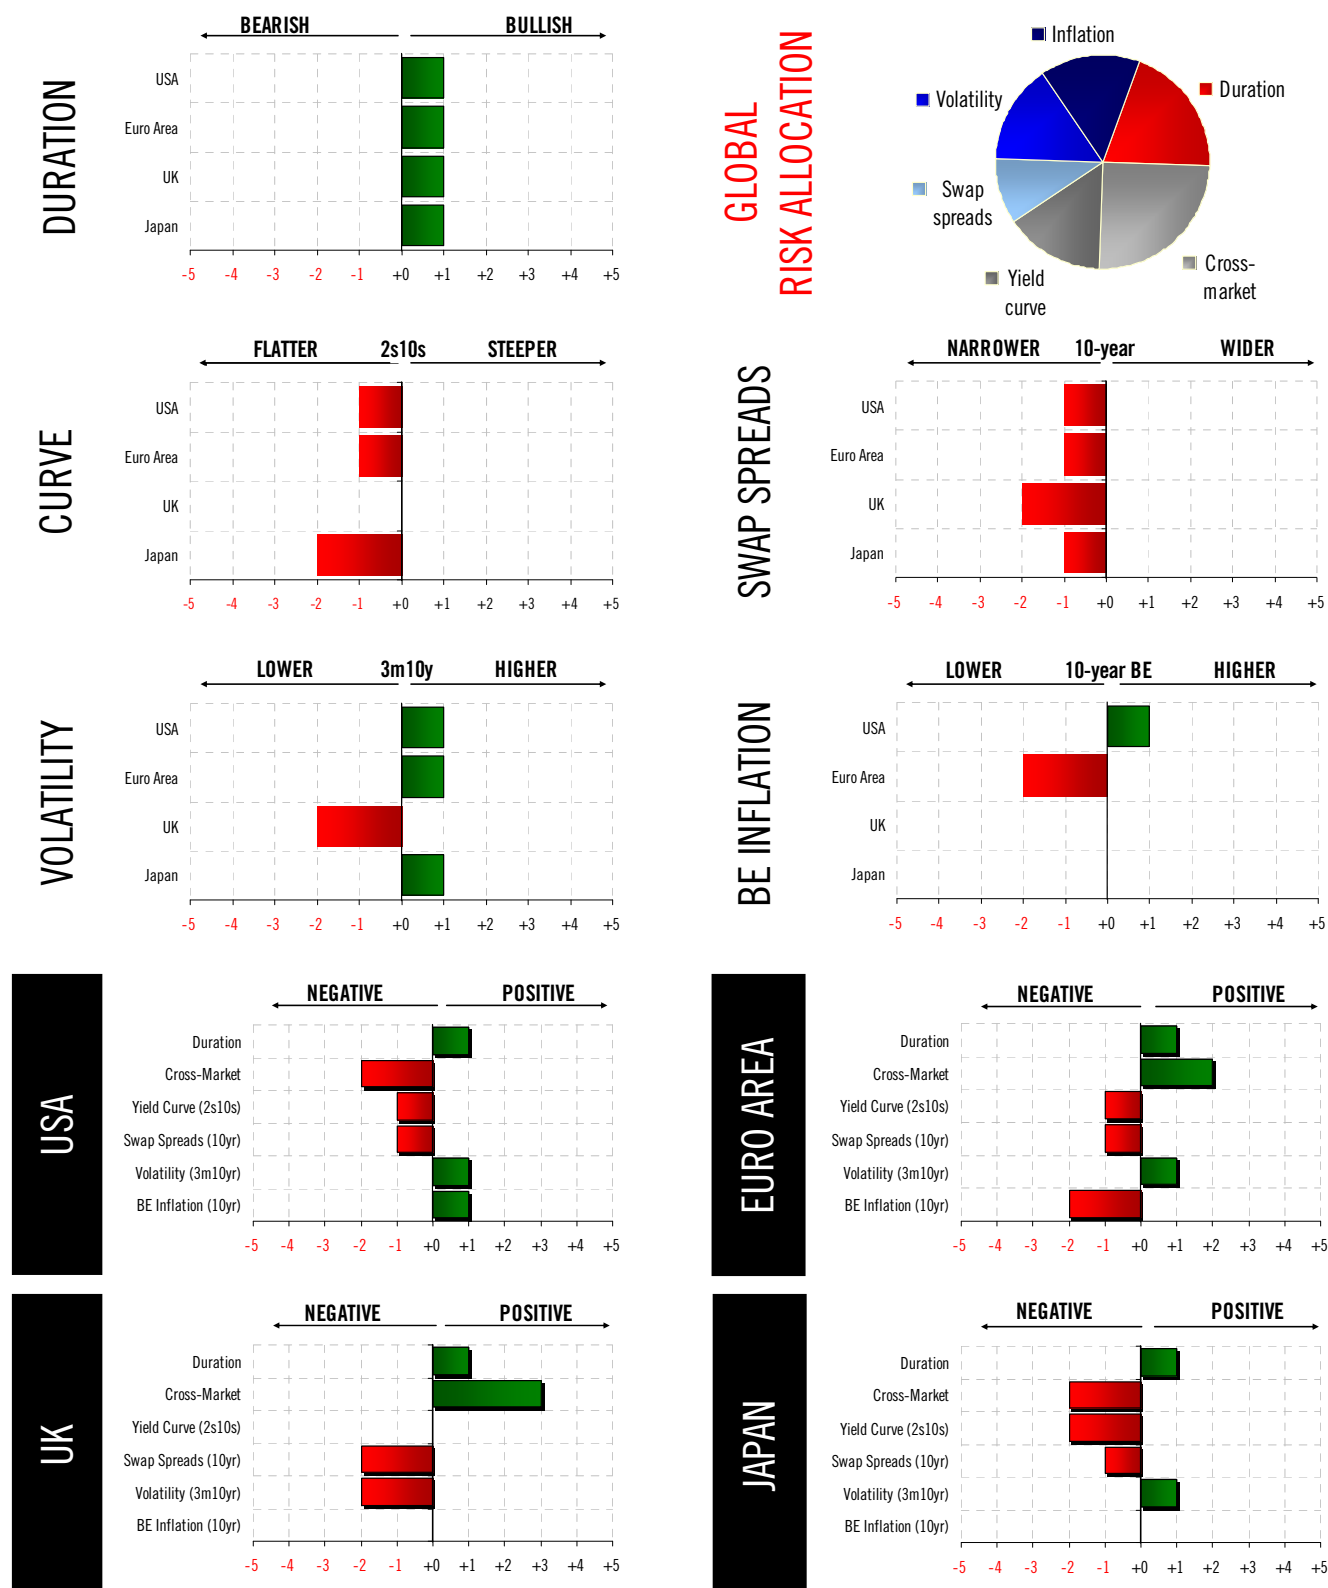 BEARISH BULLISH
DURATION
USA
Euro Area
UK
Japan
-5 -4 -3 -2 -1 +0 +1 +2 +3 +4 +5
GLOBAL
RISK ALLOCATION
Inflation
Duration
Volatility
Swap
spreads
Cross-
market
Yield
curve
FLATTER 2s10s STEEPER
CURVE
USA
Euro Area
UK
Japan
-5 -4 -3 -2 -1 +0 +1 +2 +3 +4 +5
NARROWER 10-year WIDER
SWAP SPREADS
USA
Euro Area
UK
Japan
-5 -4 -3 -2 -1 +0 +1 +2 +3 +4 +5
LOWER 3m10y HIGHER
VOLATILITY
USA
Euro Area
UK
Japan
-5 -4 -3 -2 -1 +0 +1 +2 +3 +4 +5
LOWER 10-year BE HIGHER
BE INFLATION
USA
Euro Area
UK
Japan
-5 -4 -3 -2 -1 +0 +1 +2 +3 +4 +5
NEGATIVE POSITIVE
USA
Duration
Cross-Market
Yield Curve (2s10s)
Swap Spreads (10yr)
Volatility (3m10yr)
BE Inflation (10yr)
-5 -4 -3 -2 -1 +0 +1 +2 +3 +4 +5
NEGATIVE POSITIVE
EURO AREA
Duration
Cross-Market
Yield Curve (2s10s)
Swap Spreads (10yr)
Volatility (3m10yr)
BE Inflation (10yr)
-5 -4 -3 -2 -1 +0 +1 +2 +3 +4 +5
NEGATIVE POSITIVE
UK
Duration
Cross-Market
Yield Curve (2s10s)
Swap Spreads (10yr)
Volatility (3m10yr)
BE Inflation (10yr)
-5 -4 -3 -2 -1 +0 +1 +2 +3 +4 +5
NEGATIVE POSITIVE
JAPAN
Duration
Cross-Market
Yield Curve (2s10s)
Swap Spreads (10yr)
Volatility (3m10yr)
BE Inflation (10yr)
-5 -4 -3 -2 -1 +0 +1 +2 +3 +4 +5